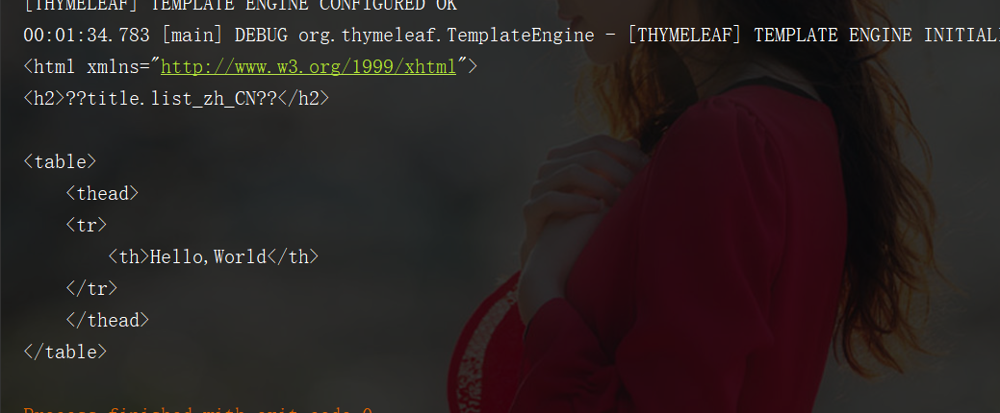 [THYMELEAF] TEMPLATE ENGINE CONFIGURED OK
00:01:34.783 [main] DEBUG org.thymeleaf.TemplateEngine - [THYMELEAF] TEMPLATE ENGINE INITIAL
<html xmlns="http://www.w3.org/1999/xhtml">
<h2>??title.list_zh_CN??</h2>
<table>
<thead>
<tr>
<th>Hello,World</th>
</tr>
</thead>
</table>
Process finished with exit code 0